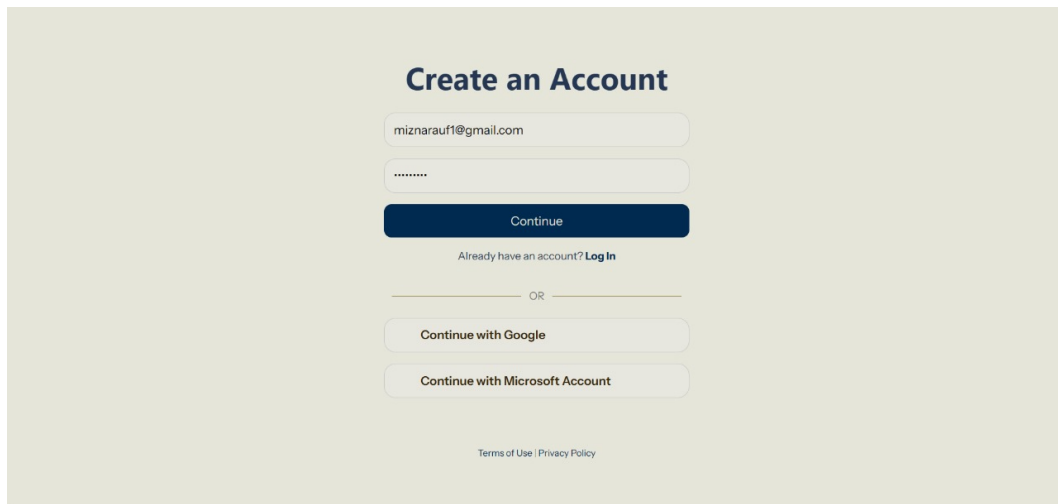 Create an Account
miznarauf1@gmail.com
•••••••••
Continue
Already have an account? Log In
OR
Continue with Google
Continue with Microsoft Account
Terms of Use | Privacy Policy